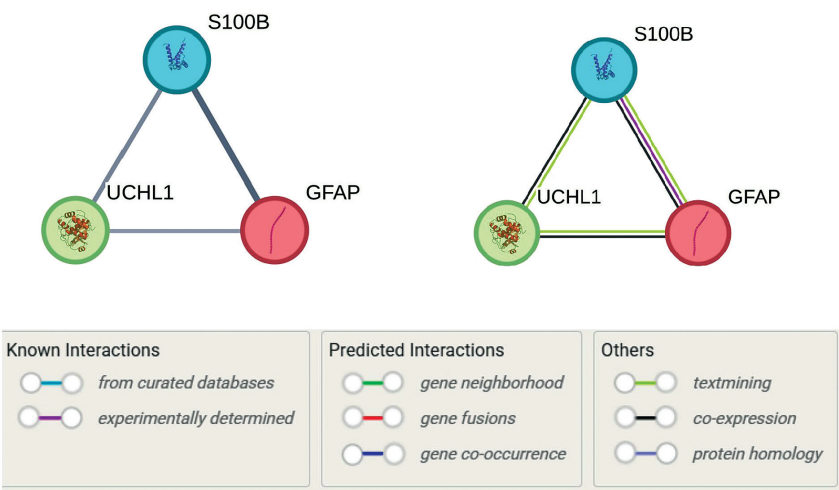 S100B
UCHL1
GFAP
S100B
UCHL1
GFAP
Known Interactions
from curated databases
experimentally determined
Predicted Interactions
gene neighborhood
gene fusions
gene co-occurrence
Others
textmining
co-expression
protein homology